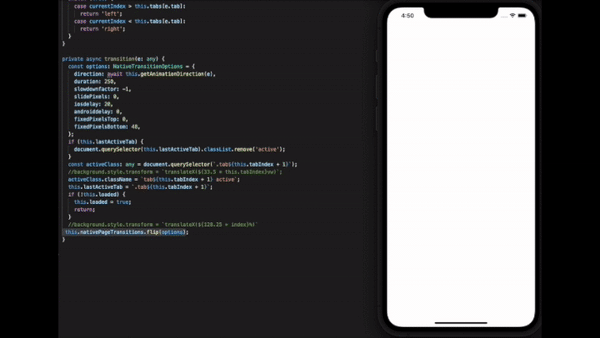 case currentIndex > this.tabs(e.tab):
return "left";
case currentIndex < this.tabs(e.tab):
return "right";
}
}
private async transition(e: any) {
const options: NativeTransitionOptions = {
direction: await this.getAnimationDirection(e),
duration: 250,
slowdownfactor: -1,
slidePixels: 0,
iosdelay: 20,
androiddelay: 0,
fixedPixelsTop: 0,
fixedPixelsBottom: 48,
};
if (this.lastActiveTab) {
document.querySelector(this.lastActiveTab).classList.remove('active');
}
const activeClass: any = document.querySelector(`.tab${this.tabIndex + 1}`);
//background.style.transform = `translateX(${33.5 * this.tabIndex}vw)`;
activeClass.className = `tab${this.tabIndex + 1} active`;
this.lastActiveTab = `.tab${this.tabIndex + 1}`;
if (!this.loaded) {
this.loaded = true;
return;
}
//background.style.transform = `translateX(${128.25 * index}%)`
this.nativePageTransitions.flip(options);
}
4:50